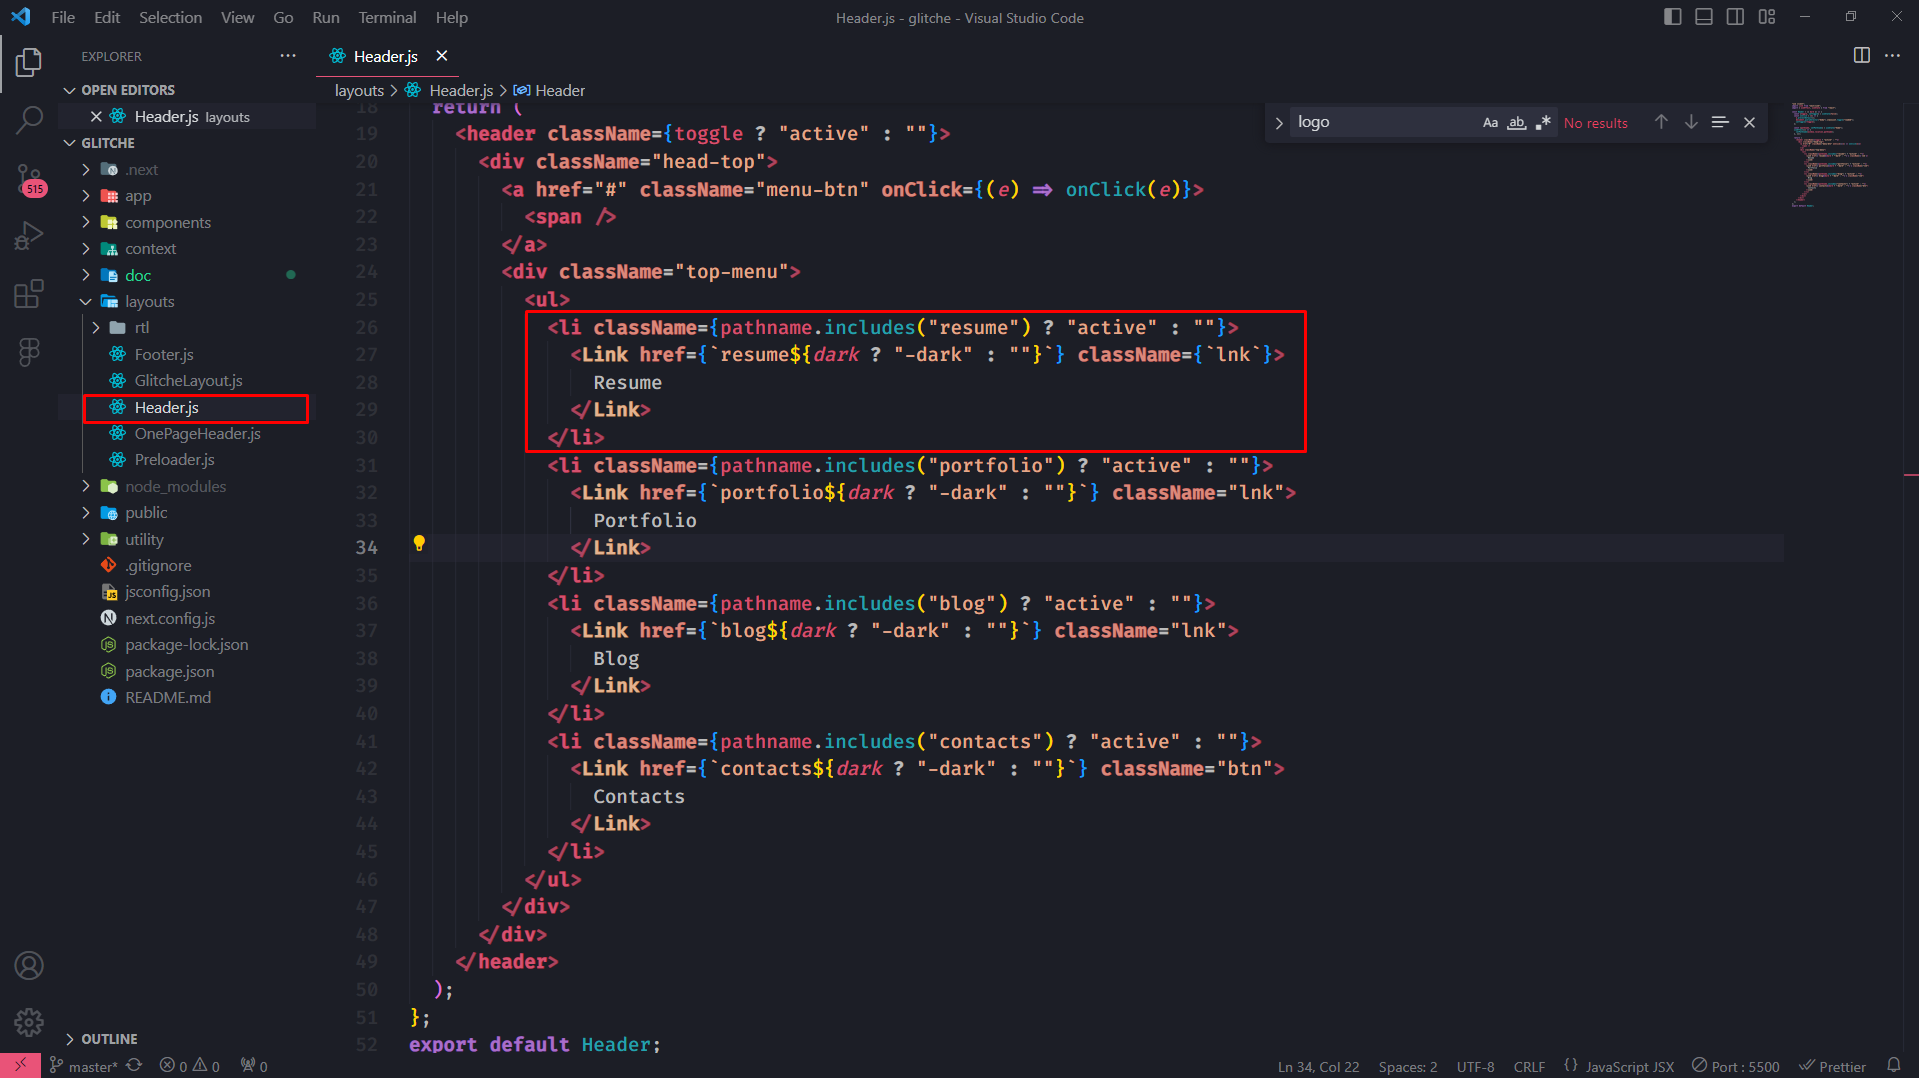 File Edit Selection View Go Run Terminal Help
Header.js - glitche - Visual Studio Code
EXPLORER
OPEN EDITORS
Header.js layouts
GLITCHE
.next
app
components
context
doc
layouts
rtl
Footer.js
GlitcheLayout.js
Header.js
OnePageHeader.js
Preloader.js
node_modules
public
utility
.gitignore
jsconfig.json
next.config.js
package-lock.json
package.json
README.md
OUTLINE
515
Header.js
layouts > Header.js > Header
logo Aa ab .* No results
18 return (
19 <header className={toggle ? "active" : ""}>
20 <div className="head-top">
21 <a href="#" className="menu-btn" onClick={(e) => onClick(e)}>
22 <span />
23 </a>
24 <div className="top-menu">
25 <ul>
26 <li className={pathname.includes("resume") ? "active" : ""}>
27 <Link href={`resume${dark ? "-dark" : ""}`} className={`lnk`}>
28 Resume
29 </Link>
30 </li>
31 <li className={pathname.includes("portfolio") ? "active" : ""}>
32 <Link href={`portfolio${dark ? "-dark" : ""}`} className="lnk">
33 Portfolio
34 </Link>
35 </li>
36 <li className={pathname.includes("blog") ? "active" : ""}>
37 <Link href={`blog${dark ? "-dark" : ""}`} className="lnk">
38 Blog
39 </Link>
40 </li>
41 <li className={pathname.includes("contacts") ? "active" : ""}>
42 <Link href={`contacts${dark ? "-dark" : ""}`} className="btn">
43 Contacts
44 </Link>
45 </li>
46 </ul>
47 </div>
48 </div>
49 </header>
50 );
51 };
52 export default Header;
master* 0 0 0
Ln 34, Col 22 Spaces: 2 UTF-8 CRLF {} JavaScript JSX Port : 5500 Prettier